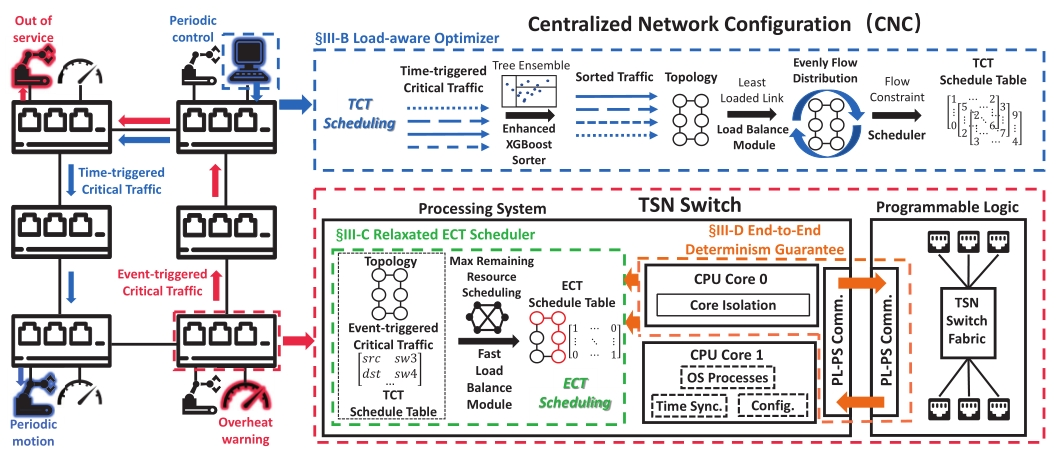 Out of
service
Periodic
control
Time-triggered
Critical Traffic
Event-triggered
Critical Traffic
Periodic
motion
Overheat
warning
Centralized Network Configuration（CNC）
§III-B Load-aware Optimizer
TCT
Scheduling
Time-triggered
Critical Traffic
Tree Ensemble
Enhanced
XGBoost
Sorter
Sorted Traffic
Topology
Least
Loaded Link
Load Balance
Module
Evenly Flow
Distribution
Flow
Constraint
Scheduler
TCT
Schedule Table
TSN Switch
Processing System
Programmable Logic
§III-C Relaxated ECT Scheduler
Topology
Event-triggered
Critical Traffic
src sw3
dst sw4
...
TCT
Schedule Table
Max Remaining
Resource
Scheduling
Fast
Load
Balance
Module
ECT
Schedule Table
1 ⋯ 0
⋮ ⋱ ⋮
0 ⋯ 1
ECT
Scheduling
§III-D End-to-End
Determinism Guarantee
CPU Core 0
Core Isolation
CPU Core 1
OS Processes
Time Sync.
Config.
PL-PS Comm.
PL-PS Comm.
TSN
Switch
Fabric